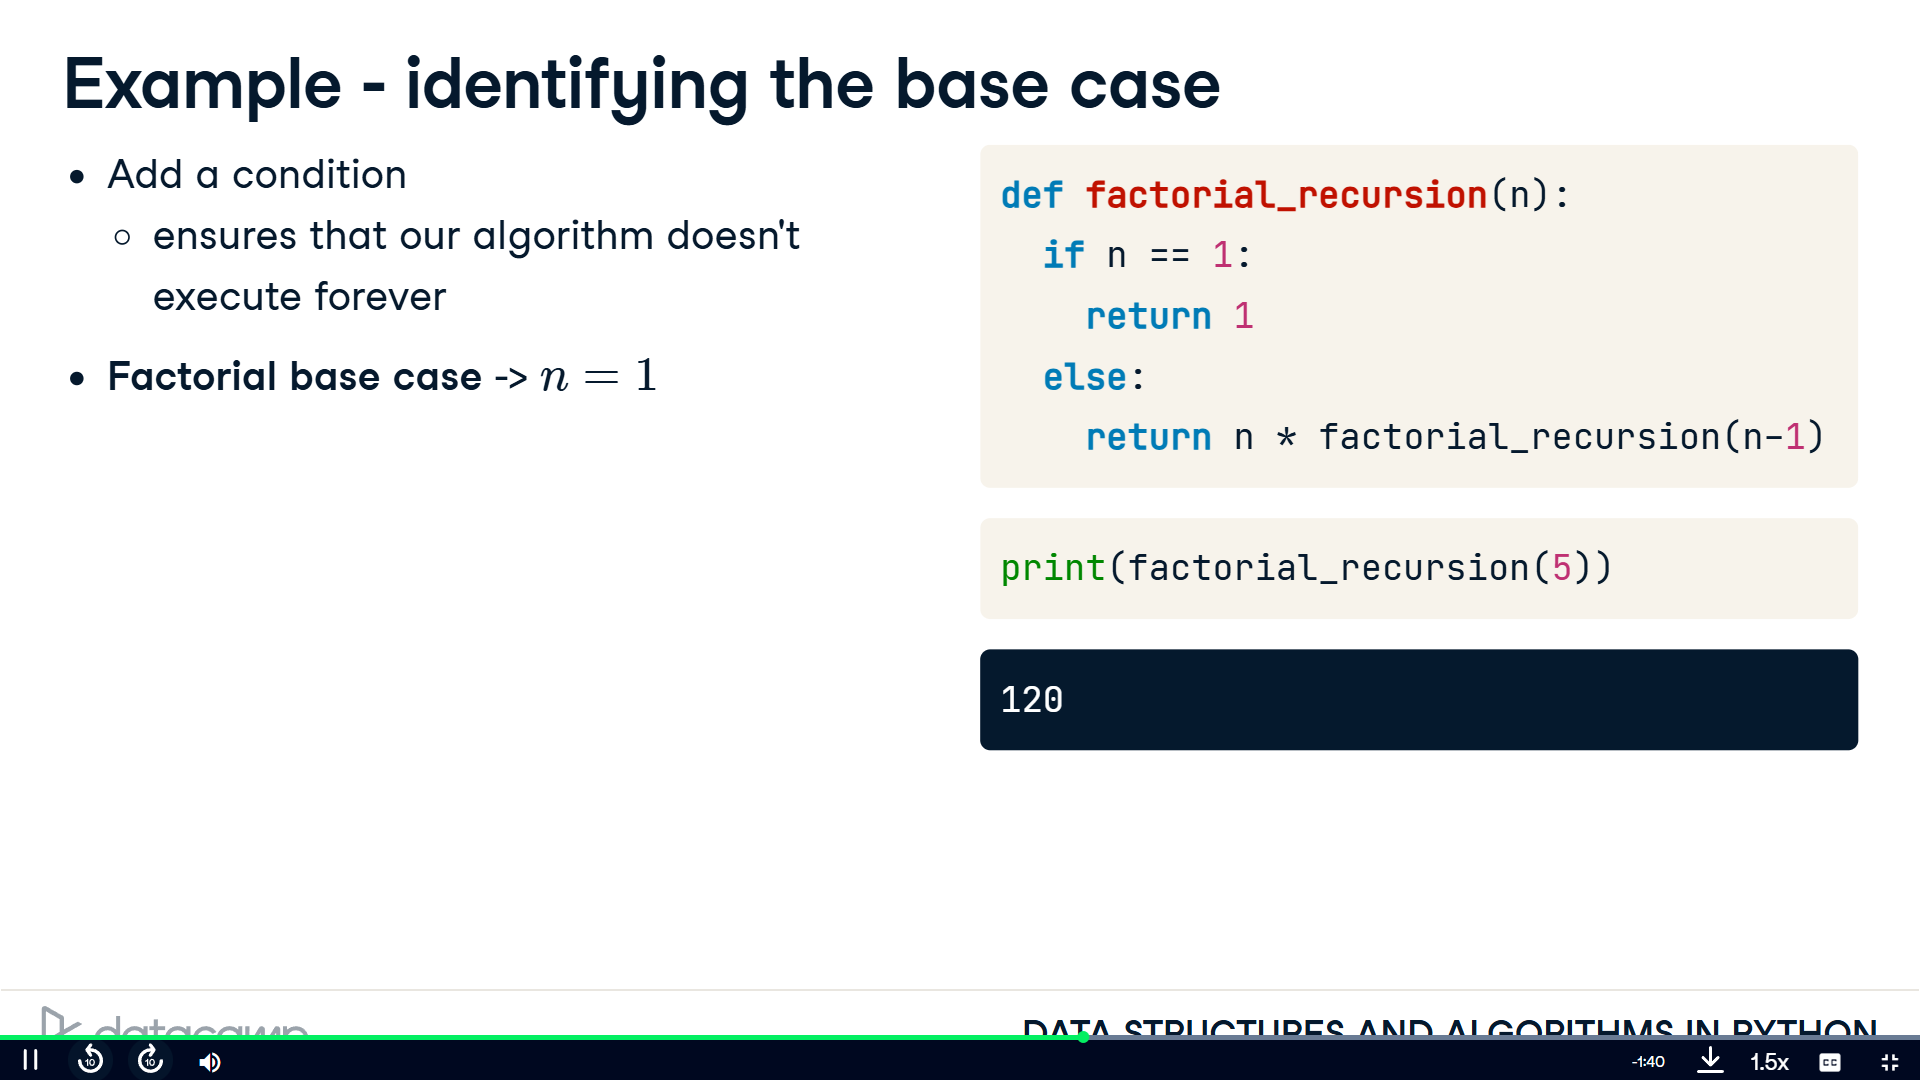 Example - identifying the base case
• Add a condition
◦ ensures that our algorithm doesn't
execute forever
• Factorial base case -> n = 1
def factorial_recursion(n):
  if n == 1:
    return 1
  else:
    return n * factorial_recursion(n-1)
print(factorial_recursion(5))
120
datacamp
DATA STRUCTURES AND ALGORITHMS IN PYTHON
10
10
-1:40
1.5x
CC